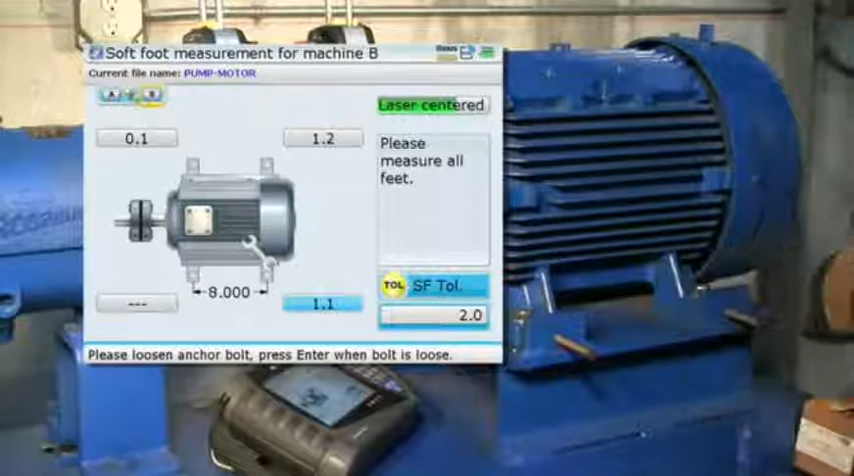 Soft foot measurement for machine B
Current file name: PUMP-MOTOR
A B
Laser centered
0.1
1.2
Please
measure all
feet.
8.000
TOL SF Tol.
---
1.1
2.0
Please loosen anchor bolt, press Enter when bolt is loose.